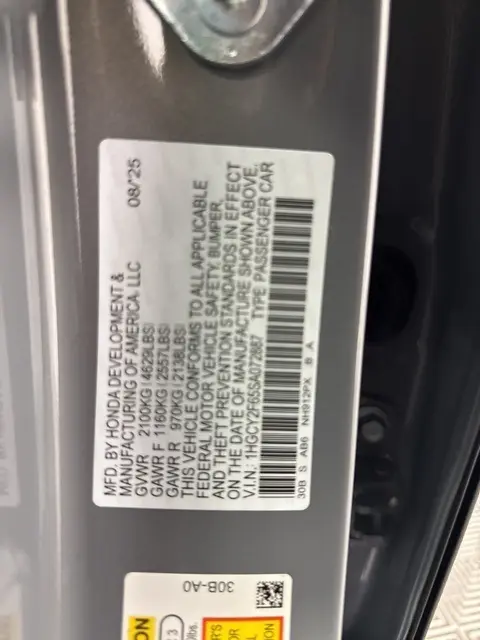 MFD. BY HONDA DEVELOPMENT &
MANUFACTURING OF AMERICA, LLC 08/'25
GVWR 2100KG(4629LBS)
GAWR F 1160KG(2557LBS)
GAWR R 970KG(2138LBS)
THIS VEHICLE CONFORMS TO ALL APPLICABLE
FEDERAL MOTOR VEHICLE SAFETY, BUMPER,
AND THEFT PREVENTION STANDARDS IN EFFECT
ON THE DATE OF MANUFACTURE SHOWN ABOVE.
V.I.N.: 1HGCY2F65SA072687 TYPE PASSENGER CAR
30B S AB6 NH912PX B A
30B-A0